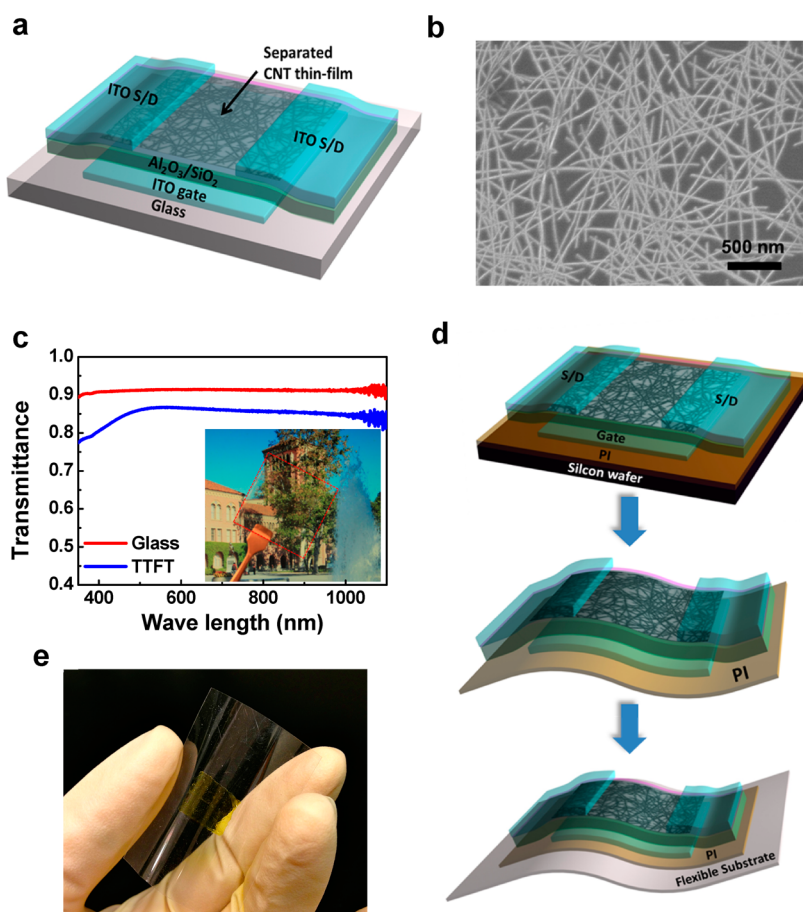 a
Separated
CNT thin-film
ITO S/D
ITO S/D
Al₂O₃/SiO₂
ITO gate
Glass
b
500 nm
c
1.0
0.9
0.8
0.7
0.6
0.5
0.4
Transmittance
Glass
TTFT
400
600
800
1000
Wave length (nm)
d
S/D
S/D
Gate
PI
Silcon wafer
PI
PI
Flexible Substrate
e